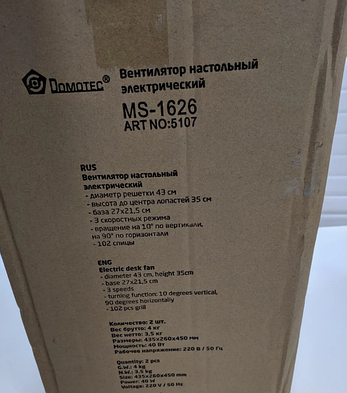 DOMOTEC
Вентилятор настольный
электрический
MS-1626
ART NO:5107
RUS
Вентилятор настольный
электрический
- диаметр решетки 43 см
- высота до центра лопастей 35 см
- база 27х21,5 см
- 3 скоростных режима
- вращение на 10° по вертикали,
на 90° по горизонтали
- 102 спицы
ENG
Electric desk fan
- diameter 43 cm, height 35cm
- base 27x21,5 cm
- 3 speeds
- turning function: 10 degrees vertical,
90 degrees horizontally
- 102 pcs grill
Количество: 2 шт.
Вес брутто: 4 кг
Вес нетто: 3,5 кг
Размеры: 435х260х450 мм
Мощность: 40 Вт
Рабочее напряжение: 220 В / 50 Гц
Quantity: 2 pcs
G.W.: 4 kg
N.W.: 3,5 kg
Size: 435x260x450 mm
Power: 40 W
Voltage: 220 V / 50 Hz